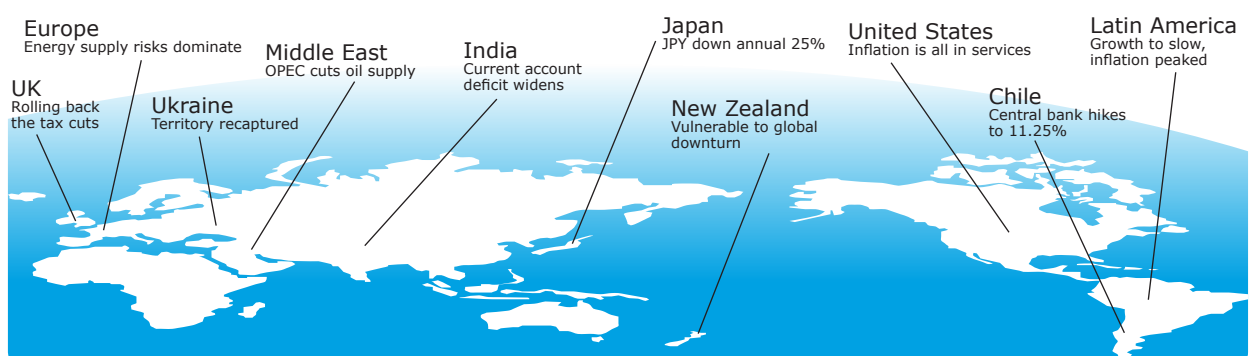 Europe
Energy supply risks dominate
UK
Rolling back
the tax cuts
Ukraine
Territory recaptured
Middle East
OPEC cuts oil supply
India
Current account
deficit widens
Japan
JPY down annual 25%
New Zealand
Vulnerable to global
downturn
United States
Inflation is all in services
Chile
Central bank hikes
to 11.25%
Latin America
Growth to slow,
inflation peaked